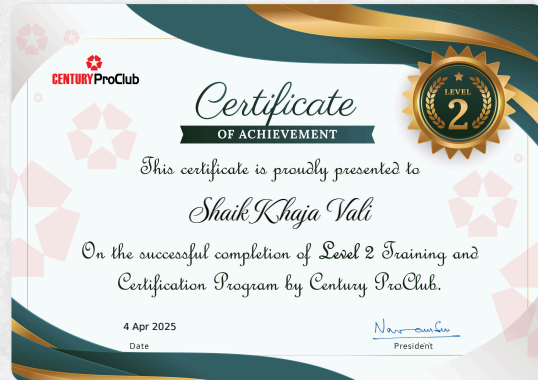 CENTURY ProClub
Certificate
OF ACHIEVEMENT
LEVEL
2
This certificate is proudly presented to
Shaik Khaja Vali
On the successful completion of Level 2 Training and
Certification Program by Century ProClub.
4 Apr 2025
Date
President